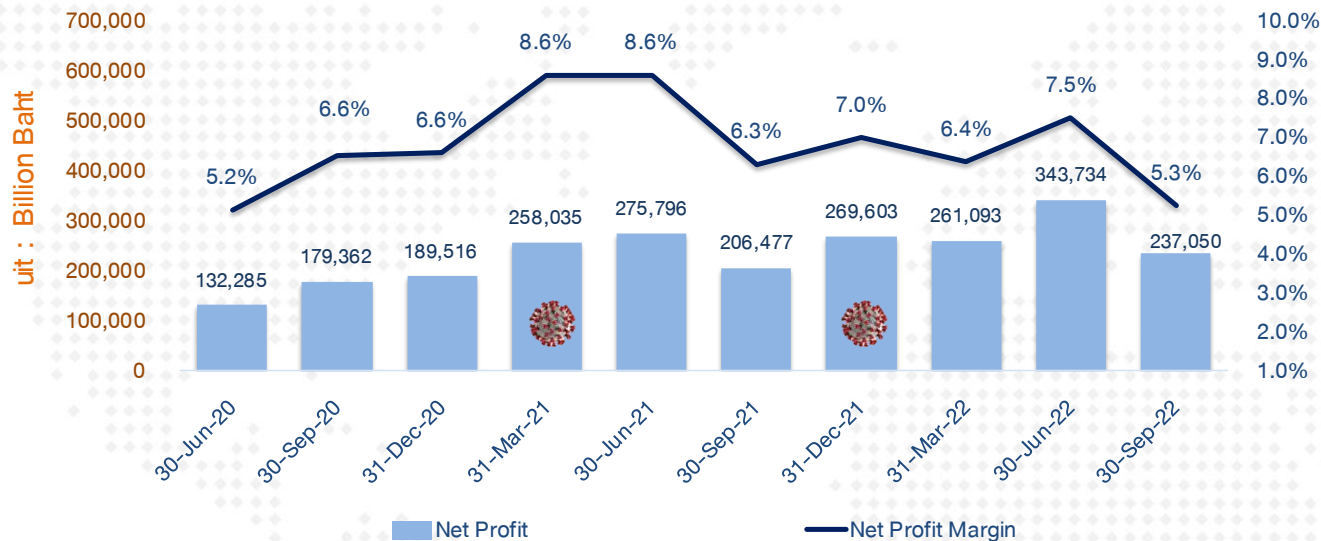 uit : Billion Baht
700,000
600,000
500,000
400,000
300,000
200,000
100,000
0
10.0%
9.0%
8.0%
7.0%
6.0%
5.0%
4.0%
3.0%
2.0%
1.0%
5.2%
6.6%
6.6%
8.6%
8.6%
6.3%
7.0%
6.4%
7.5%
5.3%
132,285
179,362
189,516
258,035
275,796
206,477
269,603
261,093
343,734
237,050
30-Jun-20
30-Sep-20
31-Dec-20
31-Mar-21
30-Jun-21
30-Sep-21
31-Dec-21
31-Mar-22
30-Jun-22
30-Sep-22
Net Profit
Net Profit Margin